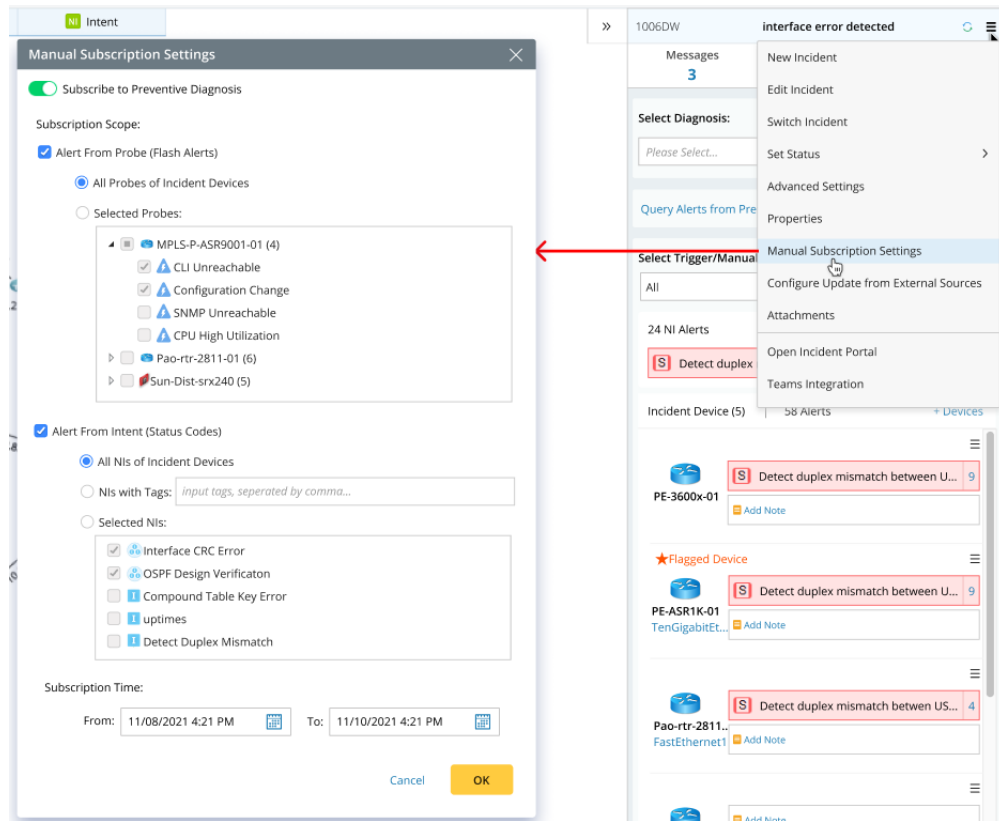 NI Intent
Manual Subscription Settings
Subscribe to Preventive Diagnosis
Subscription Scope:
Alert From Probe (Flash Alerts)
All Probes of Incident Devices
Selected Probes:
MPLS-P-ASR9001-01 (4)
CLI Unreachable
Configuration Change
SNMP Unreachable
CPU High Utilization
Pao-rtr-2811-01 (6)
Sun-Dist-srx240 (5)
Alert From Intent (Status Codes)
All NIs of Incident Devices
NIs with Tags: input tags, seperated by comma...
Selected NIs:
Interface CRC Error
OSPF Design Verificaton
I Compound Table Key Error
I uptimes
I Detect Duplex Mismatch
Subscription Time:
From: 11/08/2021 4:21 PM To: 11/10/2021 4:21 PM
Cancel OK
» 1006DW interface error detected
Messages
3
Select Diagnosis:
Please Select...
Query Alerts from Pre
Select Trigger/Manual
All
24 NI Alerts
S Detect duplex
New Incident
Edit Incident
Switch Incident
Set Status
Advanced Settings
Properties
Manual Subscription Settings
Configure Update from External Sources
Attachments
Open Incident Portal
Teams Integration
Incident Device (5) | 58 Alerts + Devices
PE-3600x-01
S Detect duplex mismatch between U... 9
Add Note
Flagged Device
PE-ASR1K-01
TenGigabitEt...
S Detect duplex mismatch between U... 9
Add Note
Pao-rtr-2811..
FastEthernet1
S Detect duplex mismatch betwen US... 4
Add Note
Add Note